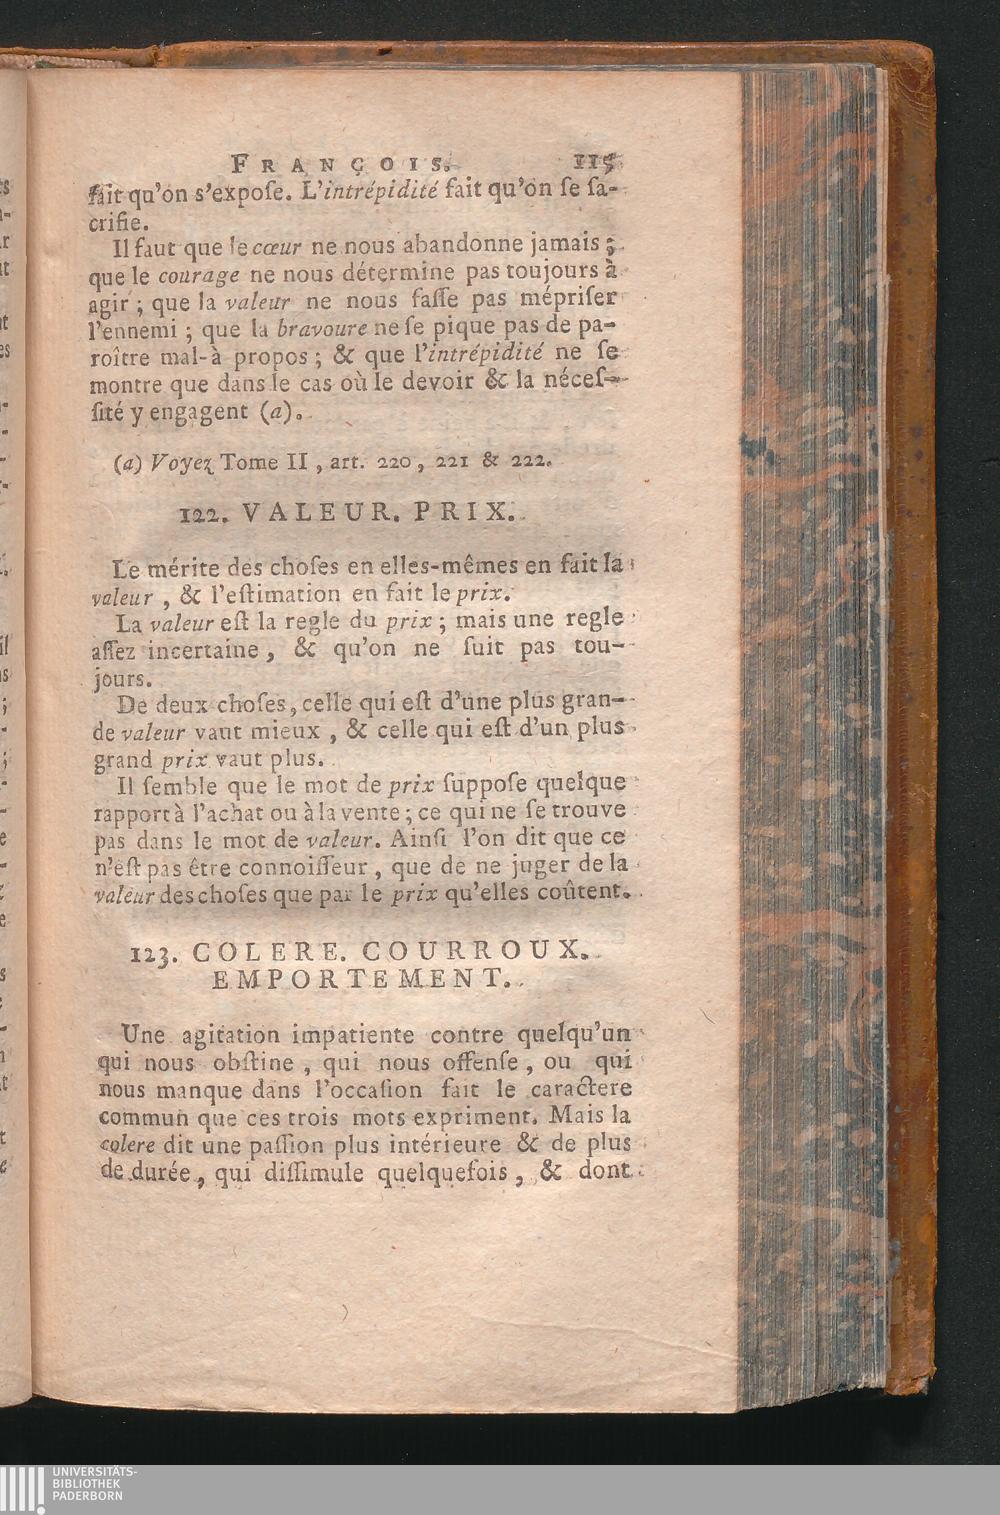 FRANÇOIS. 115
fait qu'on s'expoſe. L'intrépidité fait qu'on ſe ſa-
crifie.
Il faut que le cœur ne nous abandonne jamais ;
que le courage ne nous détermine pas toujours à
agir ; que la valeur ne nous faſſe pas mépriſer
l'ennemi ; que la bravoure ne ſe pique pas de pa-
roître mal-à propos ; & que l'intrépidité ne ſe
montre que dans le cas où le devoir & la néceſ-
ſité y engagent (a).
(a) Voyez Tome II, art. 220, 221 & 222.
122. VALEUR. PRIX.
Le mérite des choſes en elles-mêmes en fait la
valeur, & l'eſtimation en fait le prix.
La valeur eſt la regle du prix ; mais une regle
aſſez incertaine, & qu'on ne ſuit pas tou-
jours.
De deux choſes, celle qui eſt d'une plus gran-
de valeur vaut mieux, & celle qui eſt d'un plus
grand prix vaut plus.
Il ſemble que le mot de prix ſuppoſe quelque
rapport à l'achat ou à la vente ; ce qui ne ſe trouve
pas dans le mot de valeur. Ainſi l'on dit que ce
n'eſt pas être connoiſſeur, que de ne juger de la
valeur des choſes que par le prix qu'elles coûtent.
123. COLERE. COURROUX.
EMPORTEMENT.
Une agitation impatiente contre quelqu'un
qui nous obſtine, qui nous offenſe, ou qui
nous manque dans l'occaſion fait le caractere
commun que ces trois mots expriment. Mais la
colere dit une paſſion plus intérieure & de plus
de durée, qui diſſimule quelquefois, & dont
UNIVERSITÄTS-
BIBLIOTHEK
PADERBORN